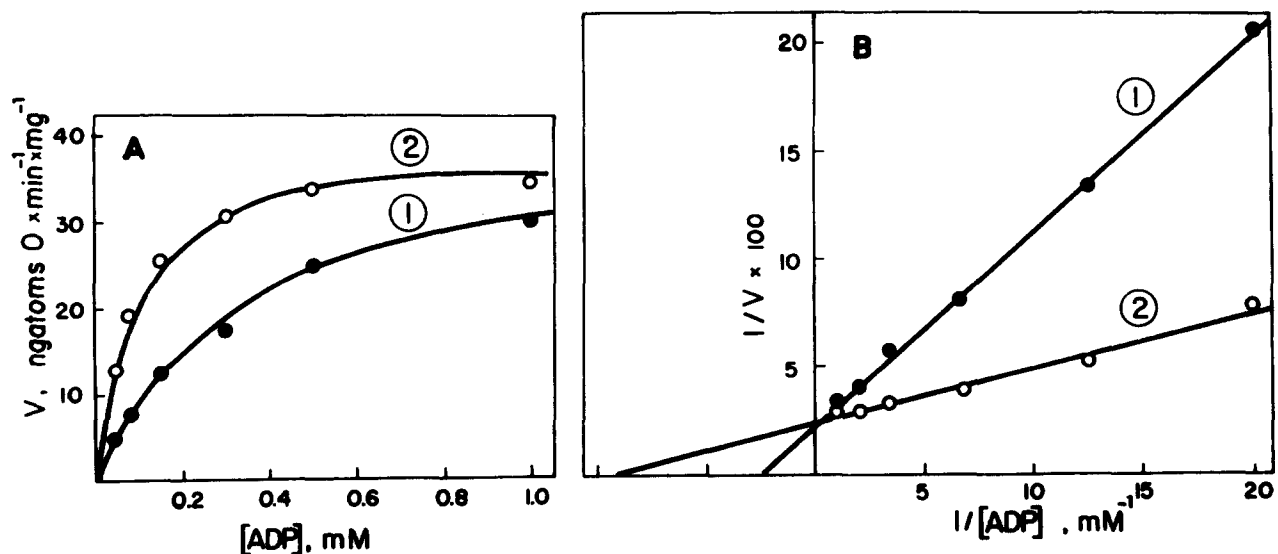 A
V, ngatoms O × min⁻¹ × mg⁻¹
40
30
20
10
②
①
0.2 0.4 0.6 0.8 1.0
[ADP], mM
B
1/V × 100
20
15
10
5
①
②
5 10 15 20
1/[ADP] , mM⁻¹